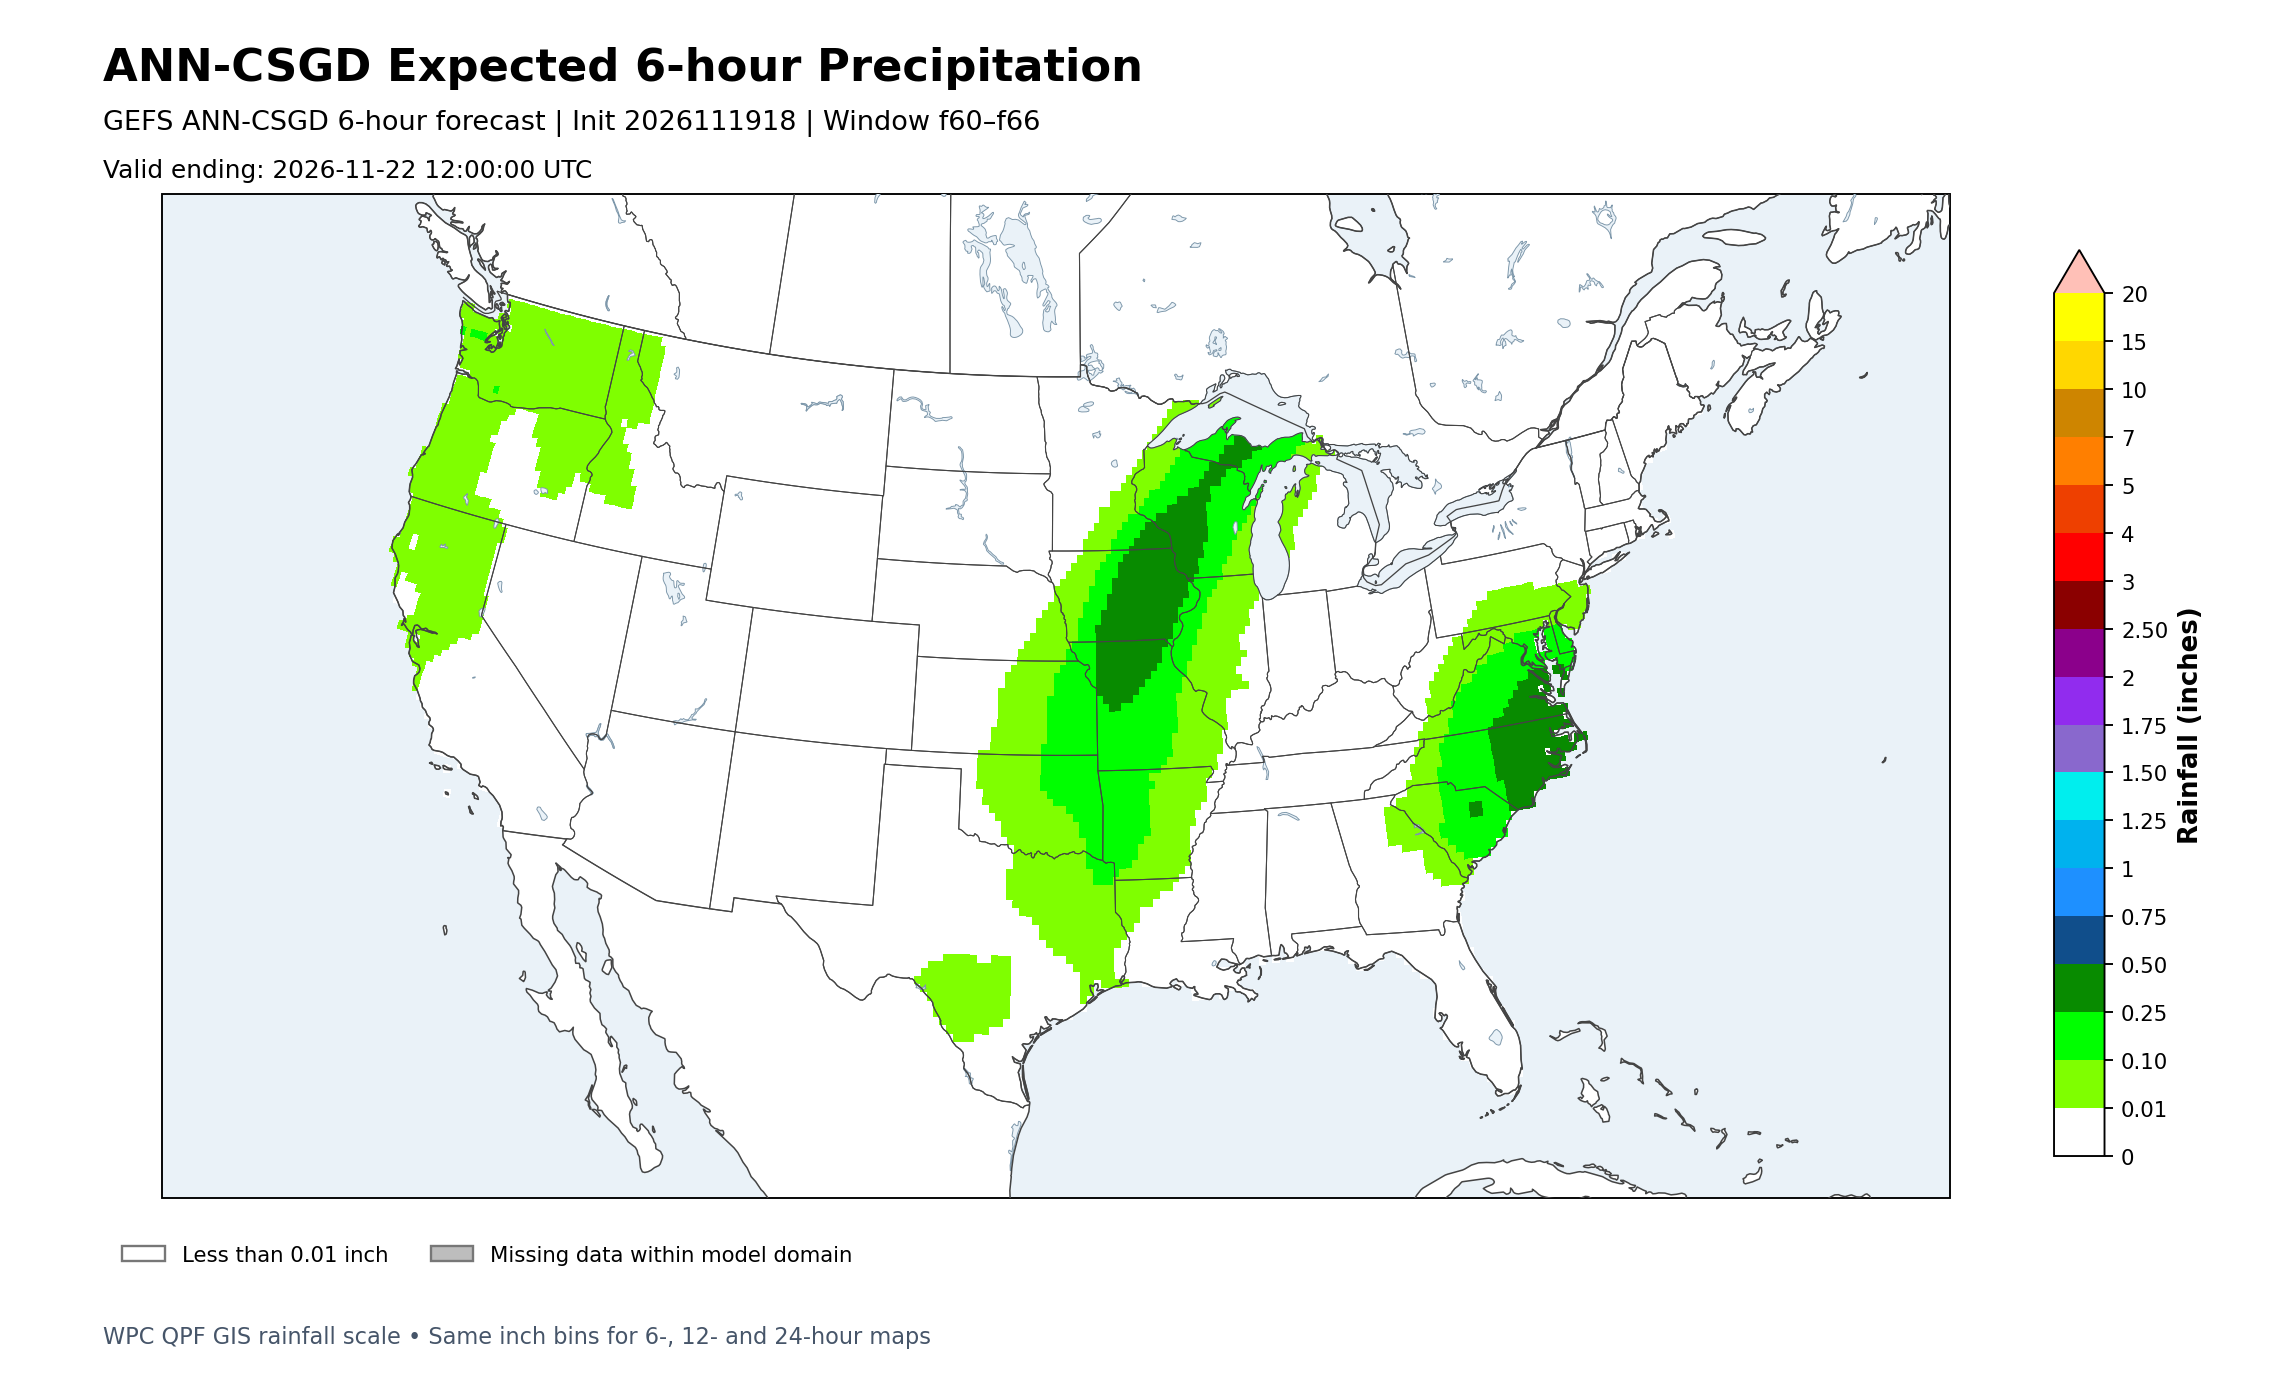 ANN-CSGD Expected 6-hour Precipitation
GEFS ANN-CSGD 6-hour forecast | Init 2026111918 | Window f60–f66
Valid ending: 2026-11-22 12:00:00 UTC
20
15
10
7
5
4
3
2.50
2
1.75
1.50
1.25
1
0.75
0.50
0.25
0.10
0.01
0
Rainfall (inches)
Less than 0.01 inch
Missing data within model domain
WPC QPF GIS rainfall scale • Same inch bins for 6-, 12- and 24-hour maps